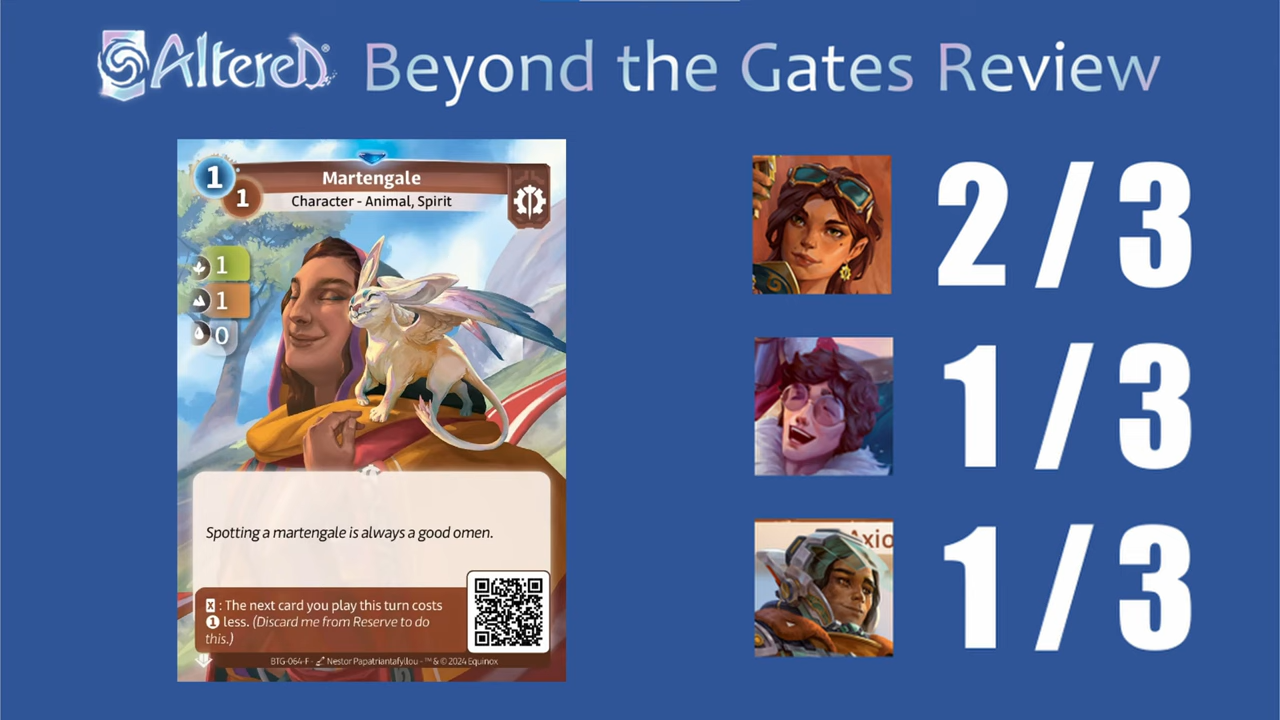 Altered® Beyond the Gates Review
1
1
Martengale
Character - Animal, Spirit
1
1
0
Spotting a martengale is always a good omen.
X : The next card you play this turn costs
1 less. (Discard me from Reserve to do
this.)
BTG-064-F - Nestor Papatriantafyllou - ™ & © 2024 Equinox
2 / 3
1 / 3
Axio
1 / 3